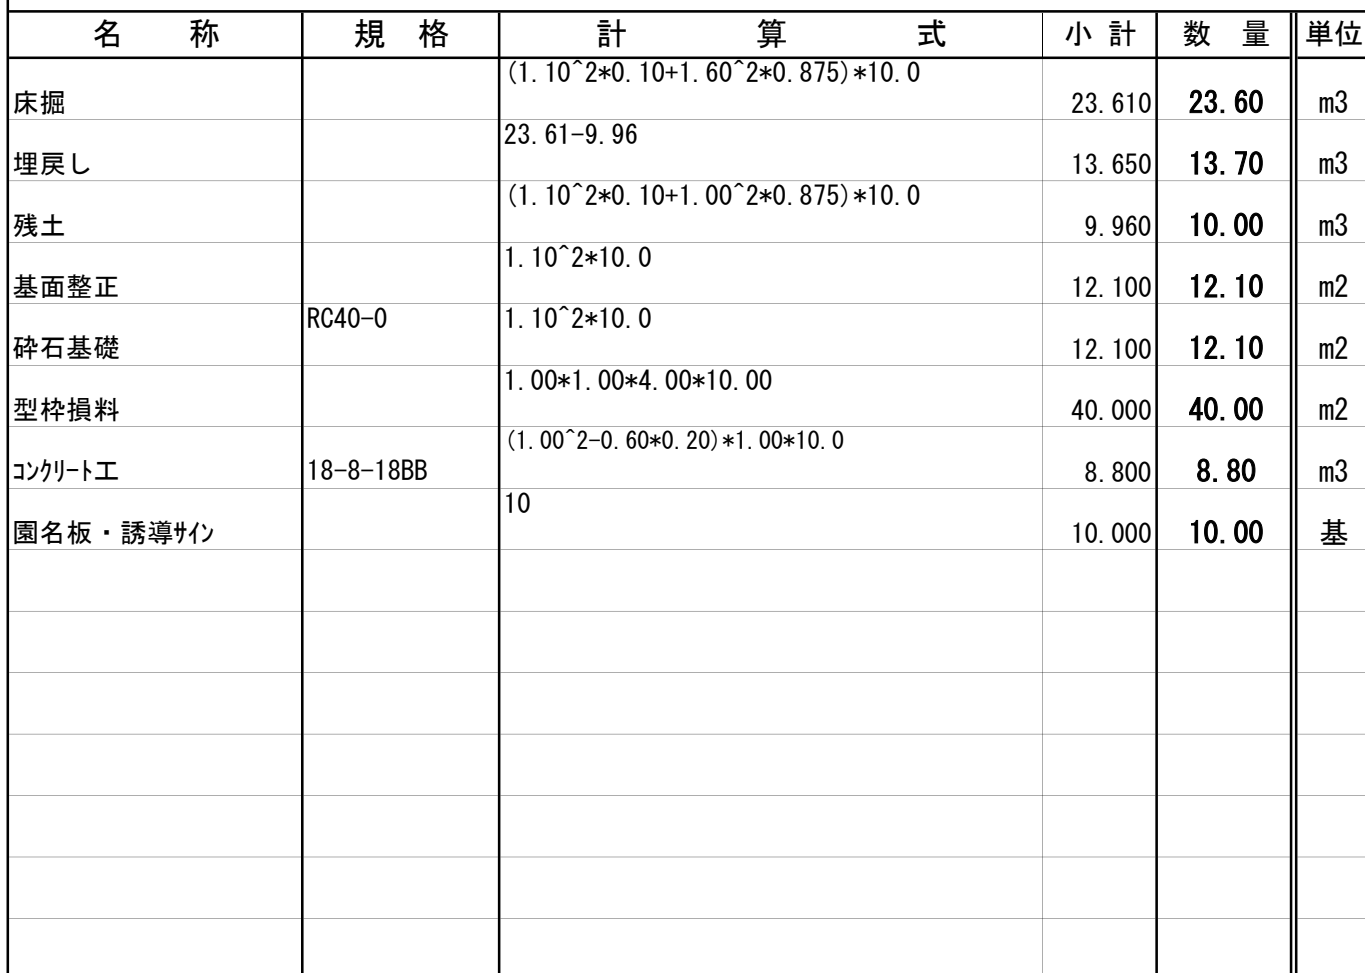 名　称 規　格 計　算　式 小 計 数　量 単位
床掘 (1.10^2*0.10+1.60^2*0.875)*10.0 23.610 23.60 m3
埋戻し 23.61-9.96 13.650 13.70 m3
残土 (1.10^2*0.10+1.00^2*0.875)*10.0 9.960 10.00 m3
基面整正 1.10^2*10.0 12.100 12.10 m2
砕石基礎 RC40-0 1.10^2*10.0 12.100 12.10 m2
型枠損料 1.00*1.00*4.00*10.00 40.000 40.00 m2
ｺﾝｸﾘｰﾄ工 18-8-18BB (1.00^2-0.60*0.20)*1.00*10.0 8.800 8.80 m3
園名板・誘導ｻｲﾝ 10 10.000 10.00 基